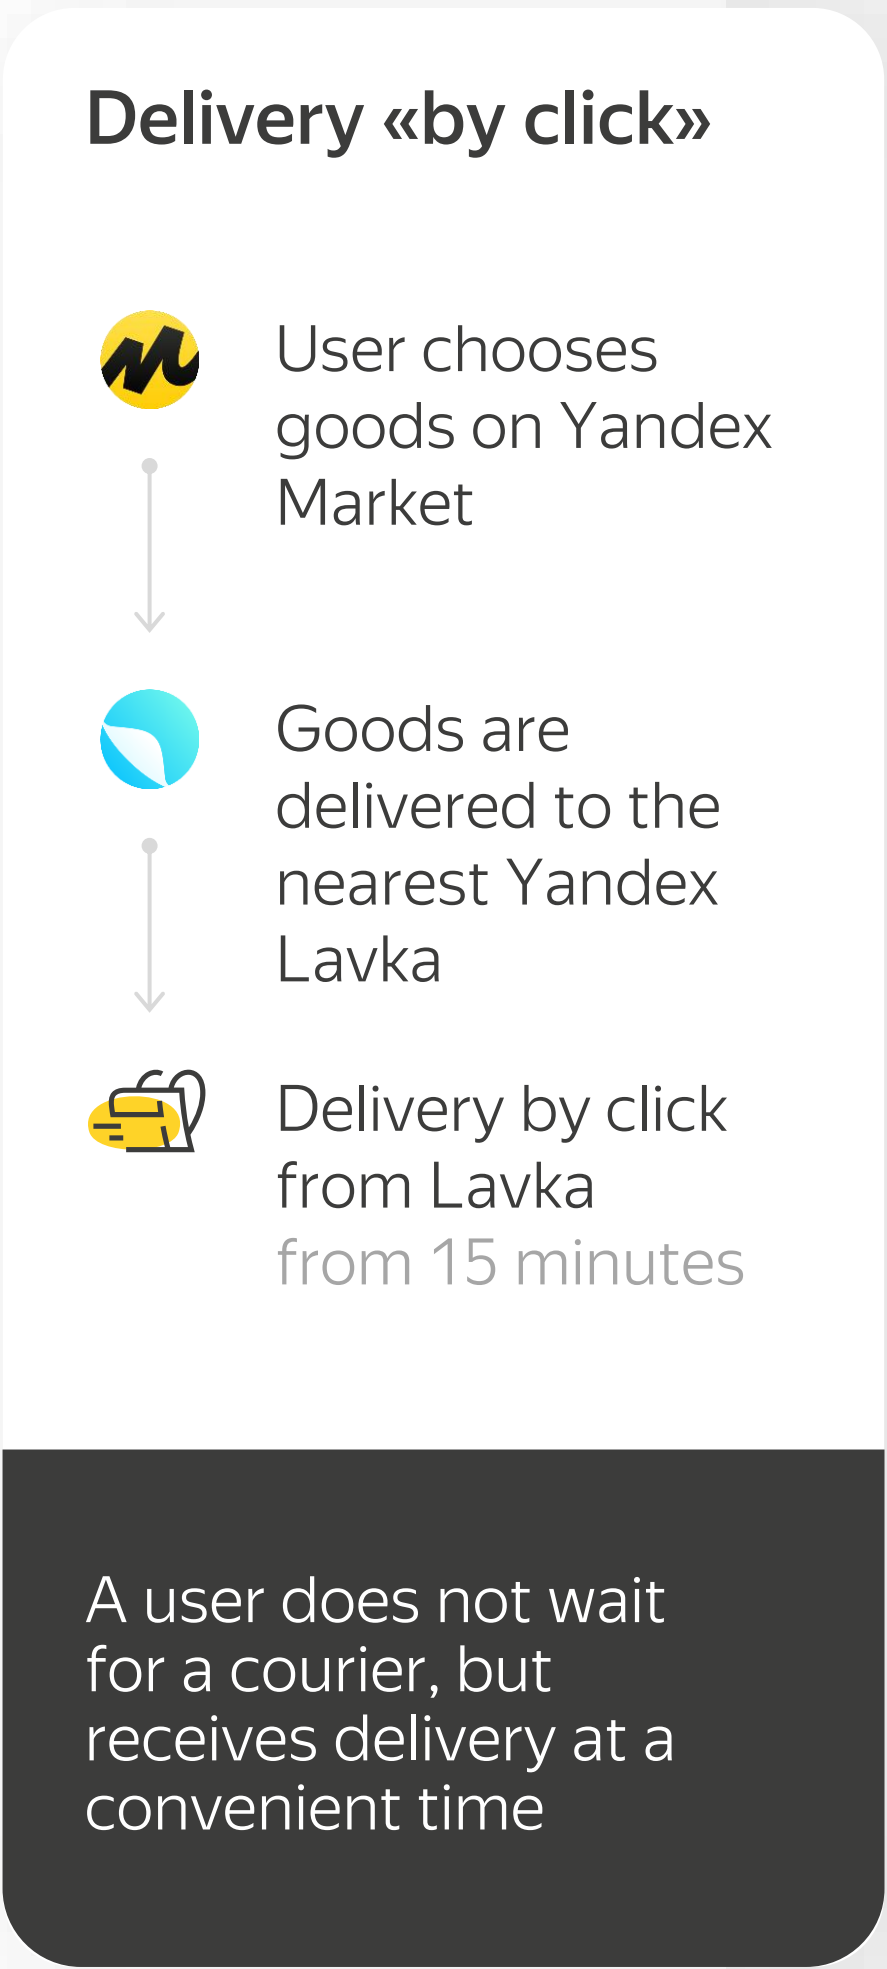 Delivery «by click»
User chooses
goods on Yandex
Market
Goods are
delivered to the
nearest Yandex
Lavka
Delivery by click
from Lavka
from 15 minutes
A user does not wait
for a courier, but
receives delivery at a
convenient time